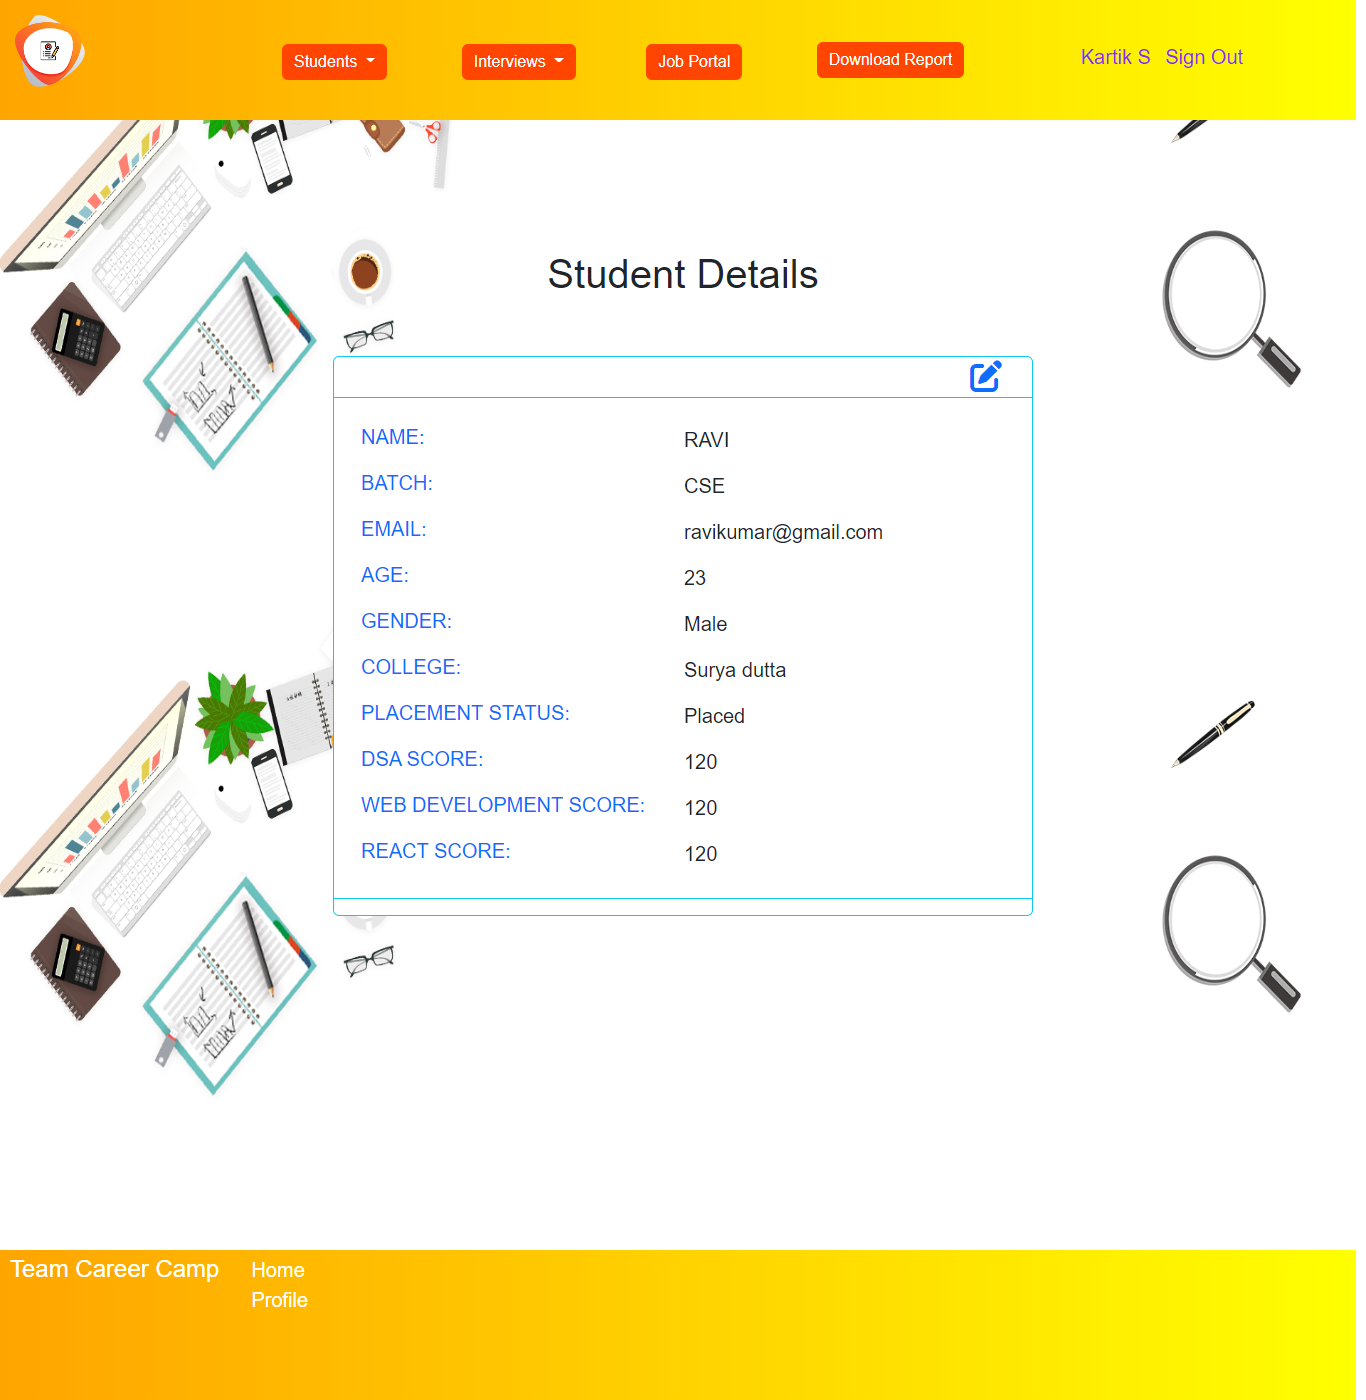 Students
Interviews
Job Portal
Download Report
Kartik S Sign Out
Student Details
NAME: RAVI
BATCH: CSE
EMAIL: ravikumar@gmail.com
AGE: 23
GENDER: Male
COLLEGE: Surya dutta
PLACEMENT STATUS: Placed
DSA SCORE: 120
WEB DEVELOPMENT SCORE: 120
REACT SCORE: 120
Team Career Camp
Home
Profile